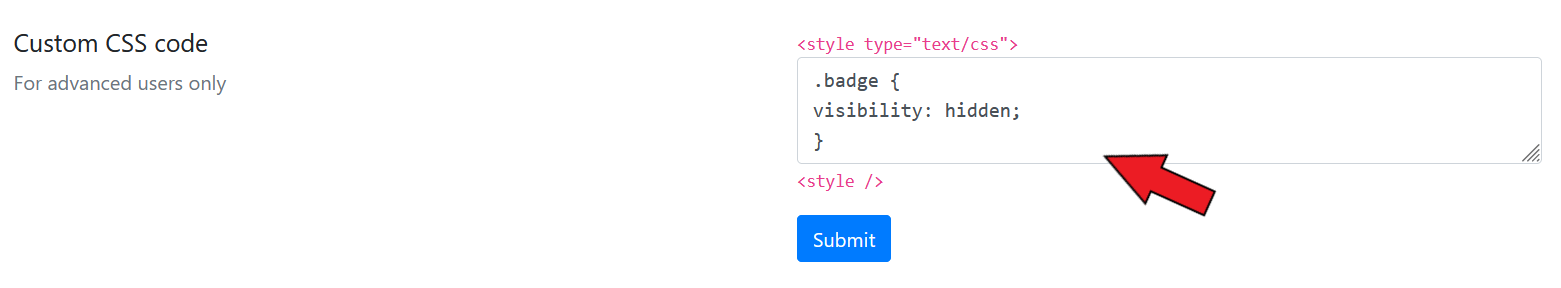 Custom CSS code
For advanced users only
<style type="text/css">
.badge {
visibility: hidden;
}
<style />
Submit